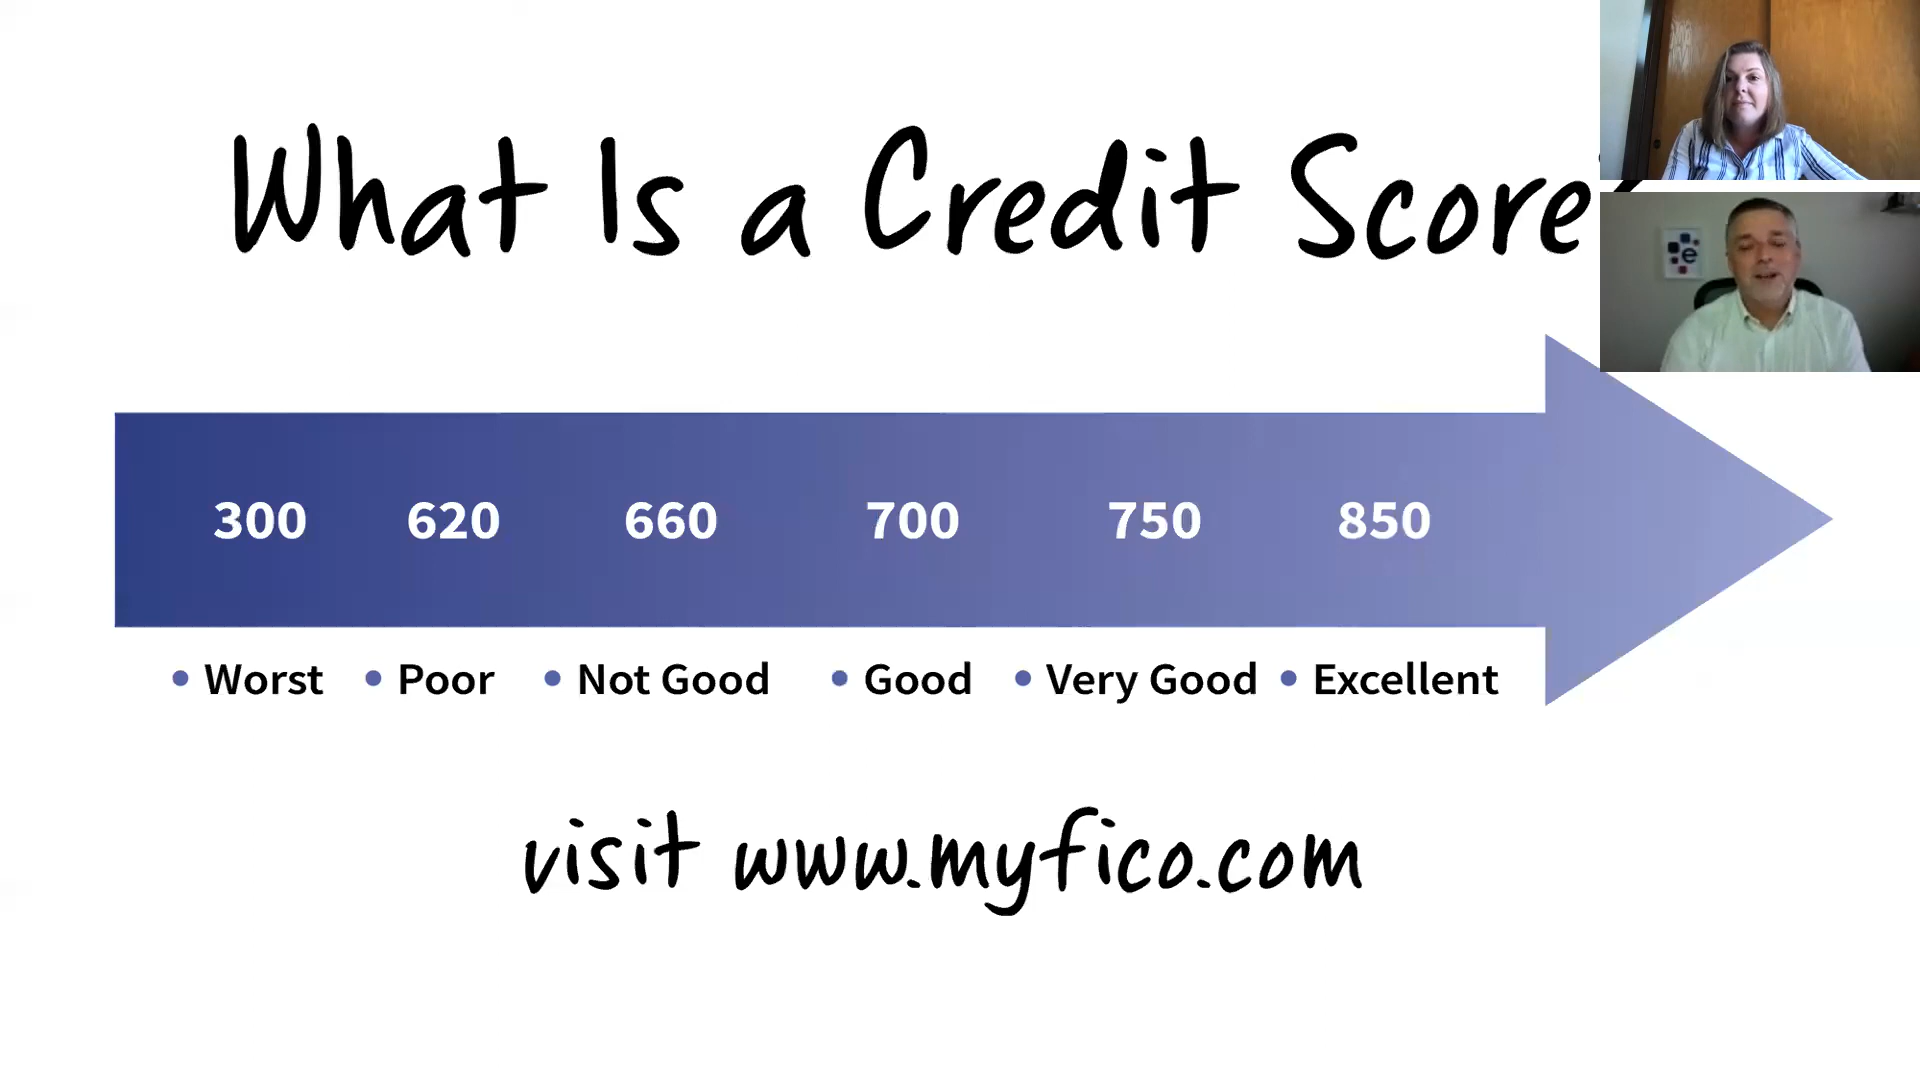 What Is a Credit Score
300 620 660 700 750 850
• Worst • Poor • Not Good • Good • Very Good • Excellent
visit www.myfico.com
e